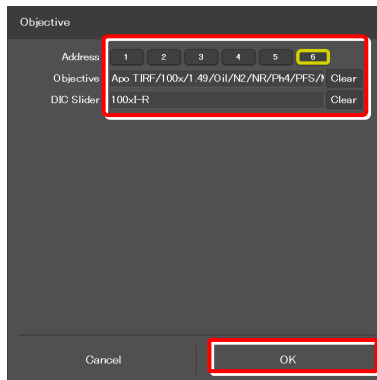 Objective
Address 1 2 3 4 5 6
Objective Apo TIRF/100x/1.49/Oil/N2/NR/Ph4/PFS/ Clear
DIC Slider 100xI-R Clear
Cancel OK